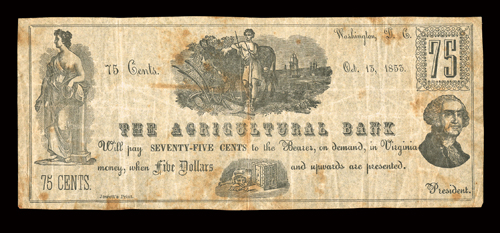 Washington, D. C.
75
75 Cents.
Oct. 15, 1855.
THE AGRICULTURAL BANK
Will pay SEVENTY-FIVE CENTS to the Bearer, on demand, in Virginia
money, when Five Dollars and upwards are presented.
75 CENTS.
President.